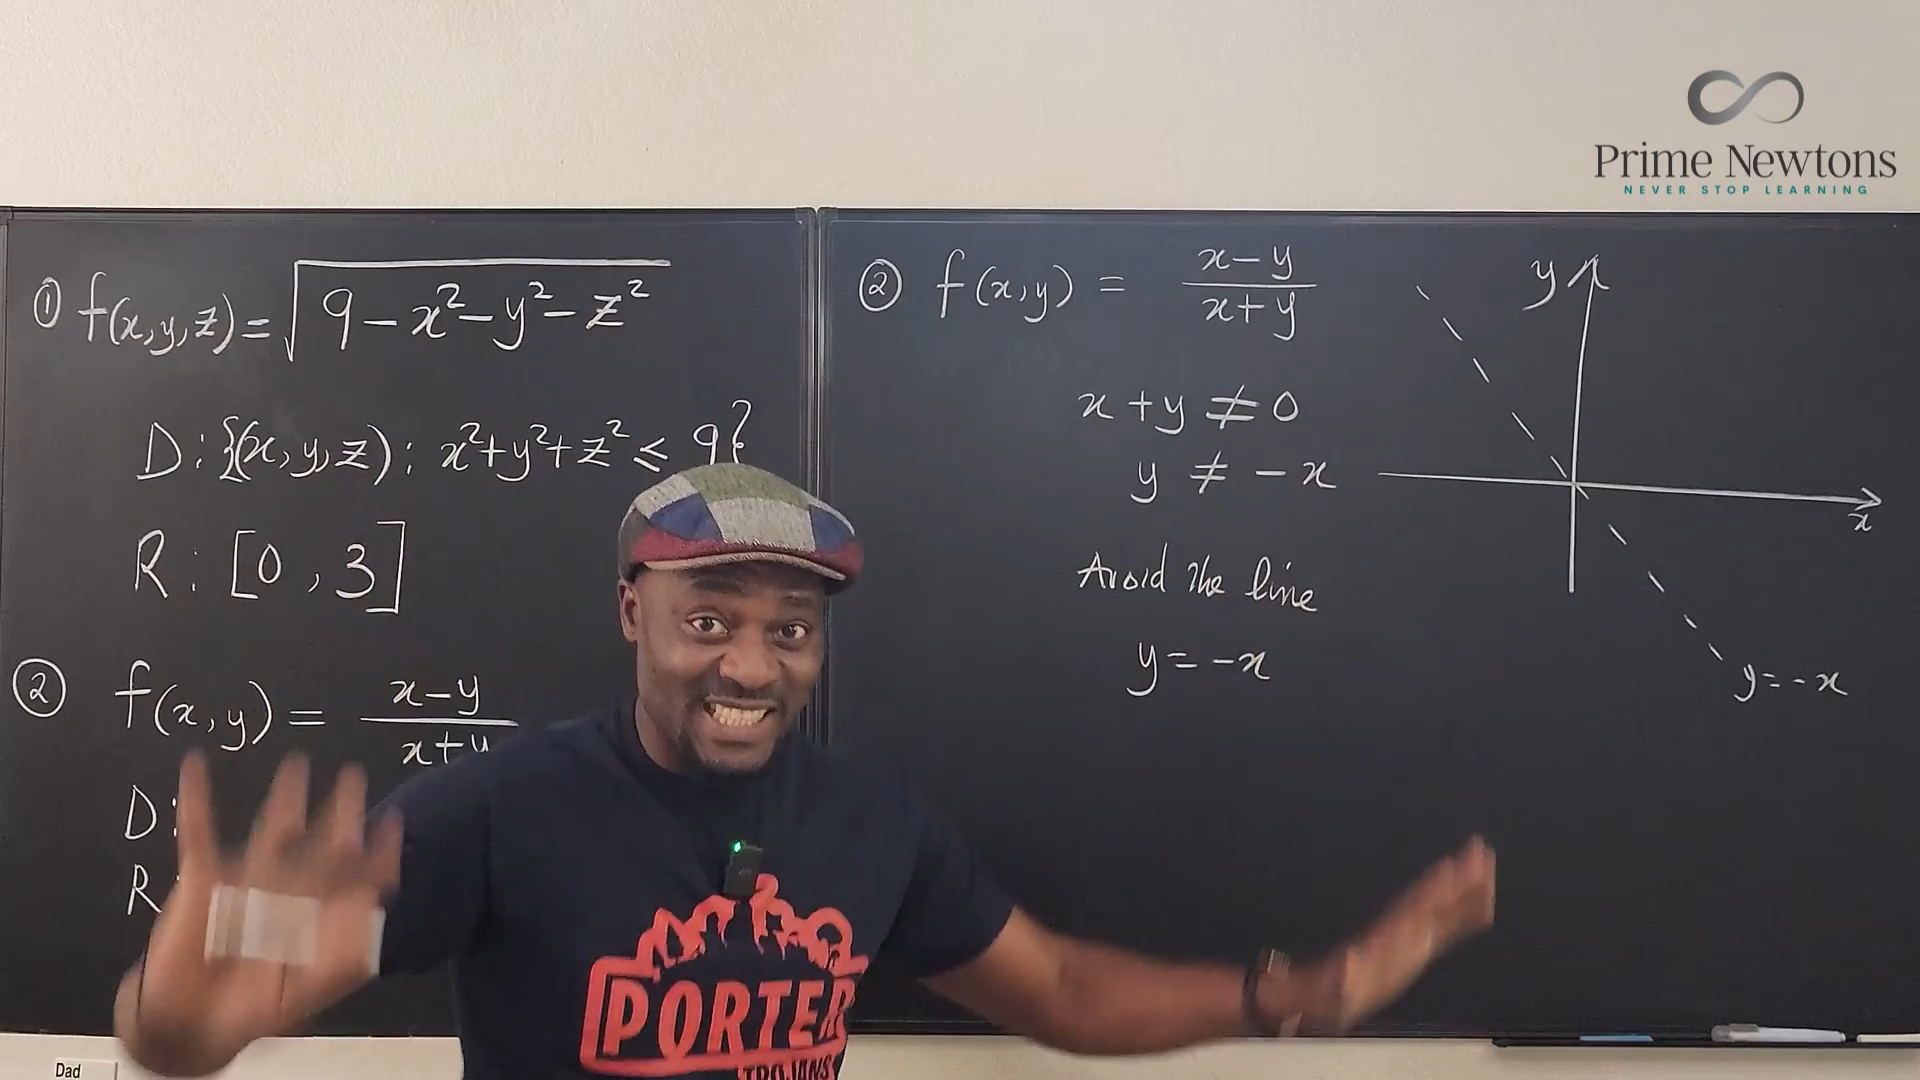 Prime Newtons
NEVER STOP LEARNING
① f(x,y,z) = √(9-x²-y²-z²)
D: {(x,y,z): x²+y²+z² ≤ 9}
R: [0, 3]
② f(x,y) = (x-y)/(x+y)
D:
R:
② f(x,y) = (x-y)/(x+y)
x+y ≠ 0
y ≠ -x
Avoid the line
y = -x
y
x
y = -x
PORTER
TROJANS
Dad